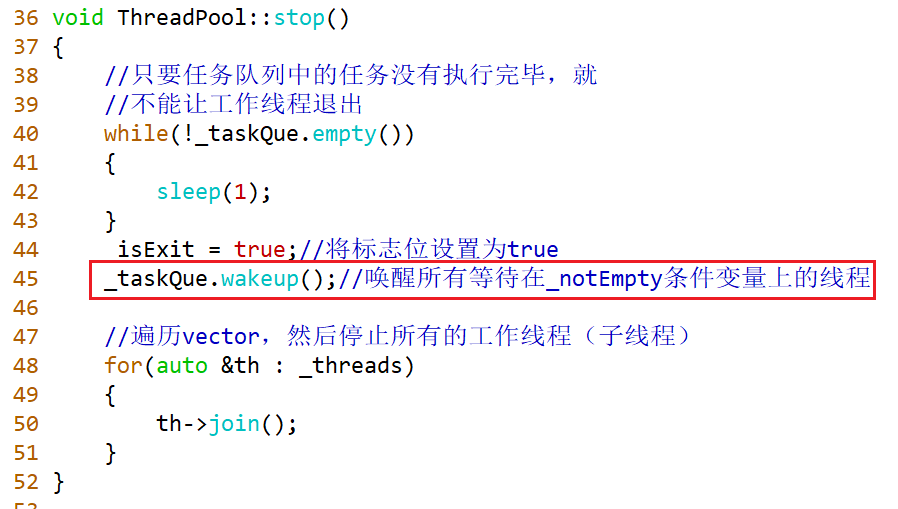 36 void ThreadPool::stop()
37 {
38     //只要任务队列中的任务没有执行完毕，就
39     //不能让工作线程退出
40     while(!_taskQue.empty())
41     {
42         sleep(1);
43     }
44     _isExit = true;//将标志位设置为true
45     _taskQue.wakeup();//唤醒所有等待在_notEmpty条件变量上的线程
46
47     //遍历vector，然后停止所有的工作线程（子线程）
48     for(auto &th : _threads)
49     {
50         th->join();
51     }
52 }
53